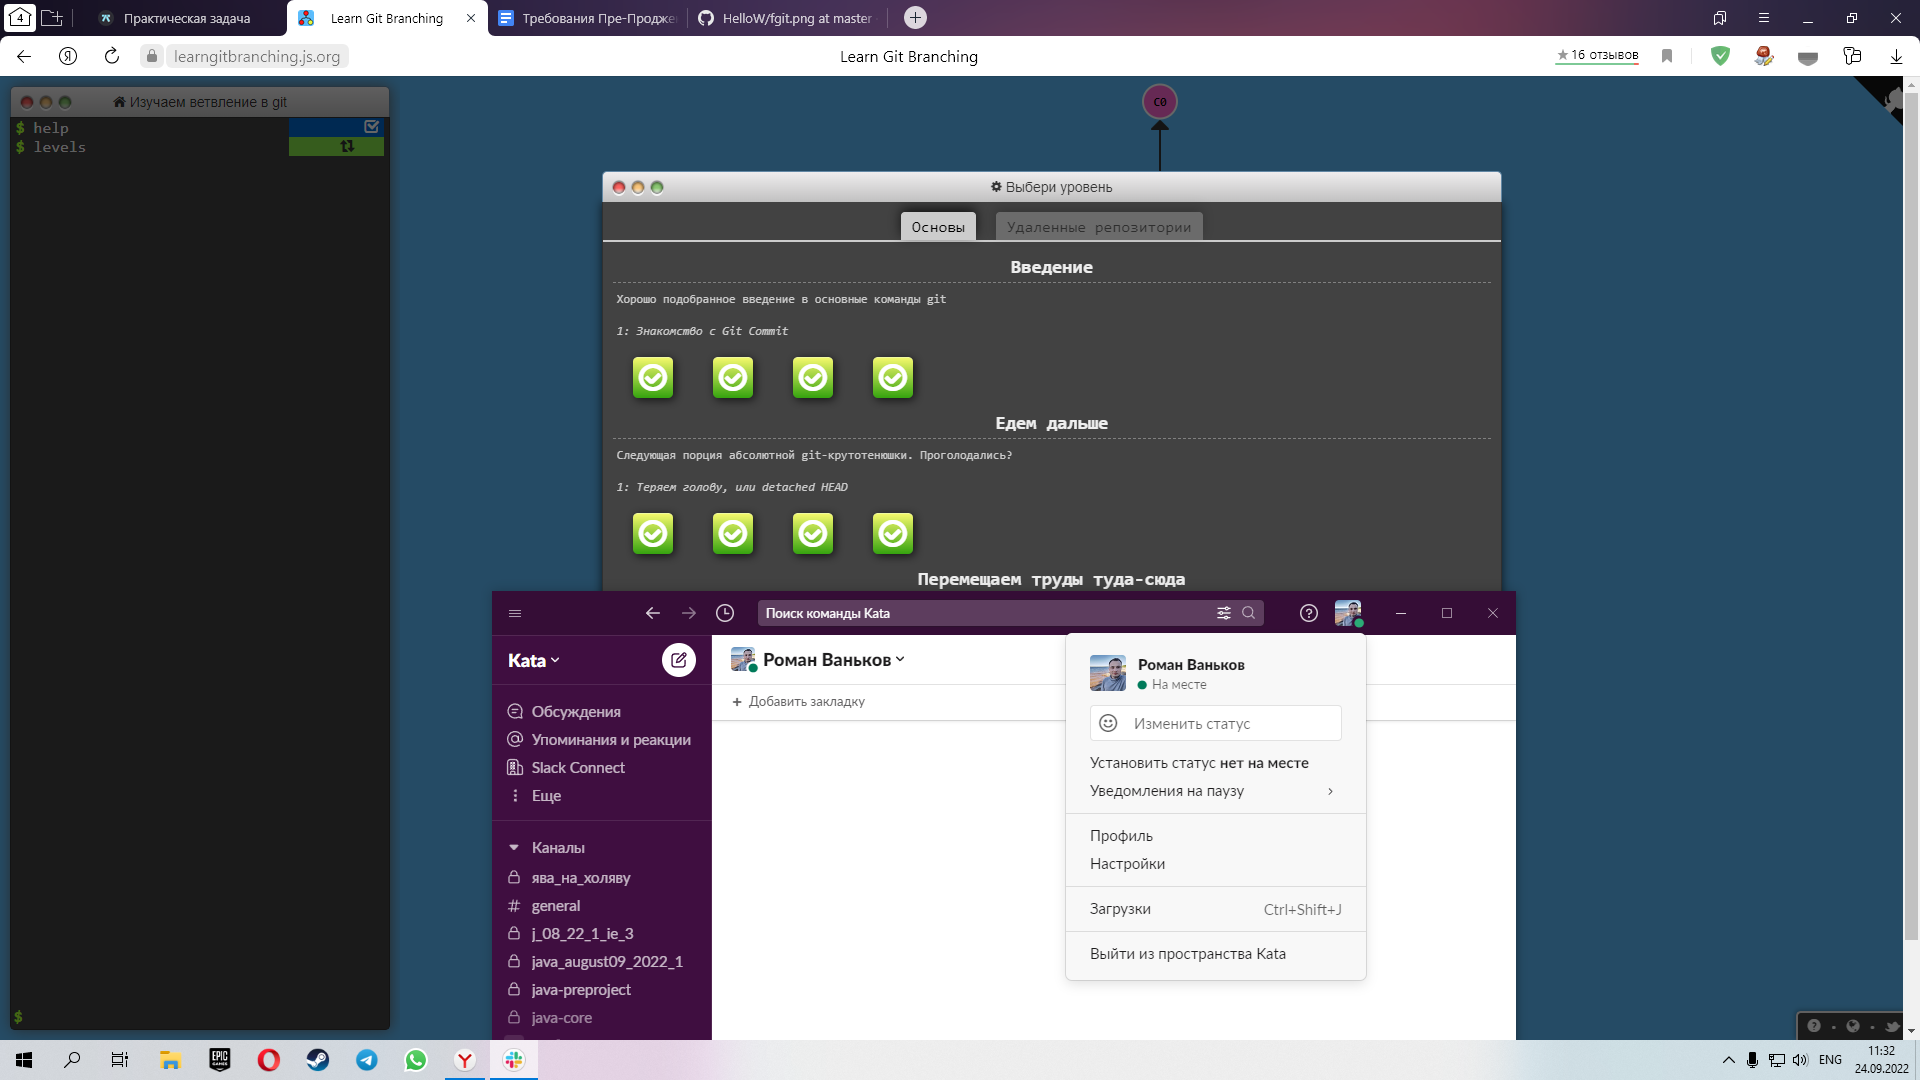 4
Практическая задача
Learn Git Branching
Требования Пре-Продже
HelloW/fgit.png at master
learngitbranching.js.org
Learn Git Branching
★16 отзывов
Изучаем ветвление в git
$ help
$ levels
$
C0
Выбери уровень
Основы
Удаленные репозитории
Введение
Хорошо подобранное введение в основные команды git
1: Знакомство с Git Commit
Едем дальше
Следующая порция абсолютной git-крутотенюшки. Проголодались?
1: Теряем голову, или detached HEAD
Перемещаем труды туда-сюда
Поиск команды Kata
Kata
Обсуждения
Упоминания и реакции
Slack Connect
Еще
Каналы
ява_на_холяву
general
j_08_22_1_ie_3
java_august09_2022_1
java-preproject
java-core
Роман Ваньков
+ Добавить закладку
Роман Ваньков
На месте
Изменить статус
Установить статус нет на месте
Уведомления на паузу
Профиль
Настройки
Загрузки Ctrl+Shift+J
Выйти из пространства Kata
EPIC GAMES
ENG
11:32
24.09.2022